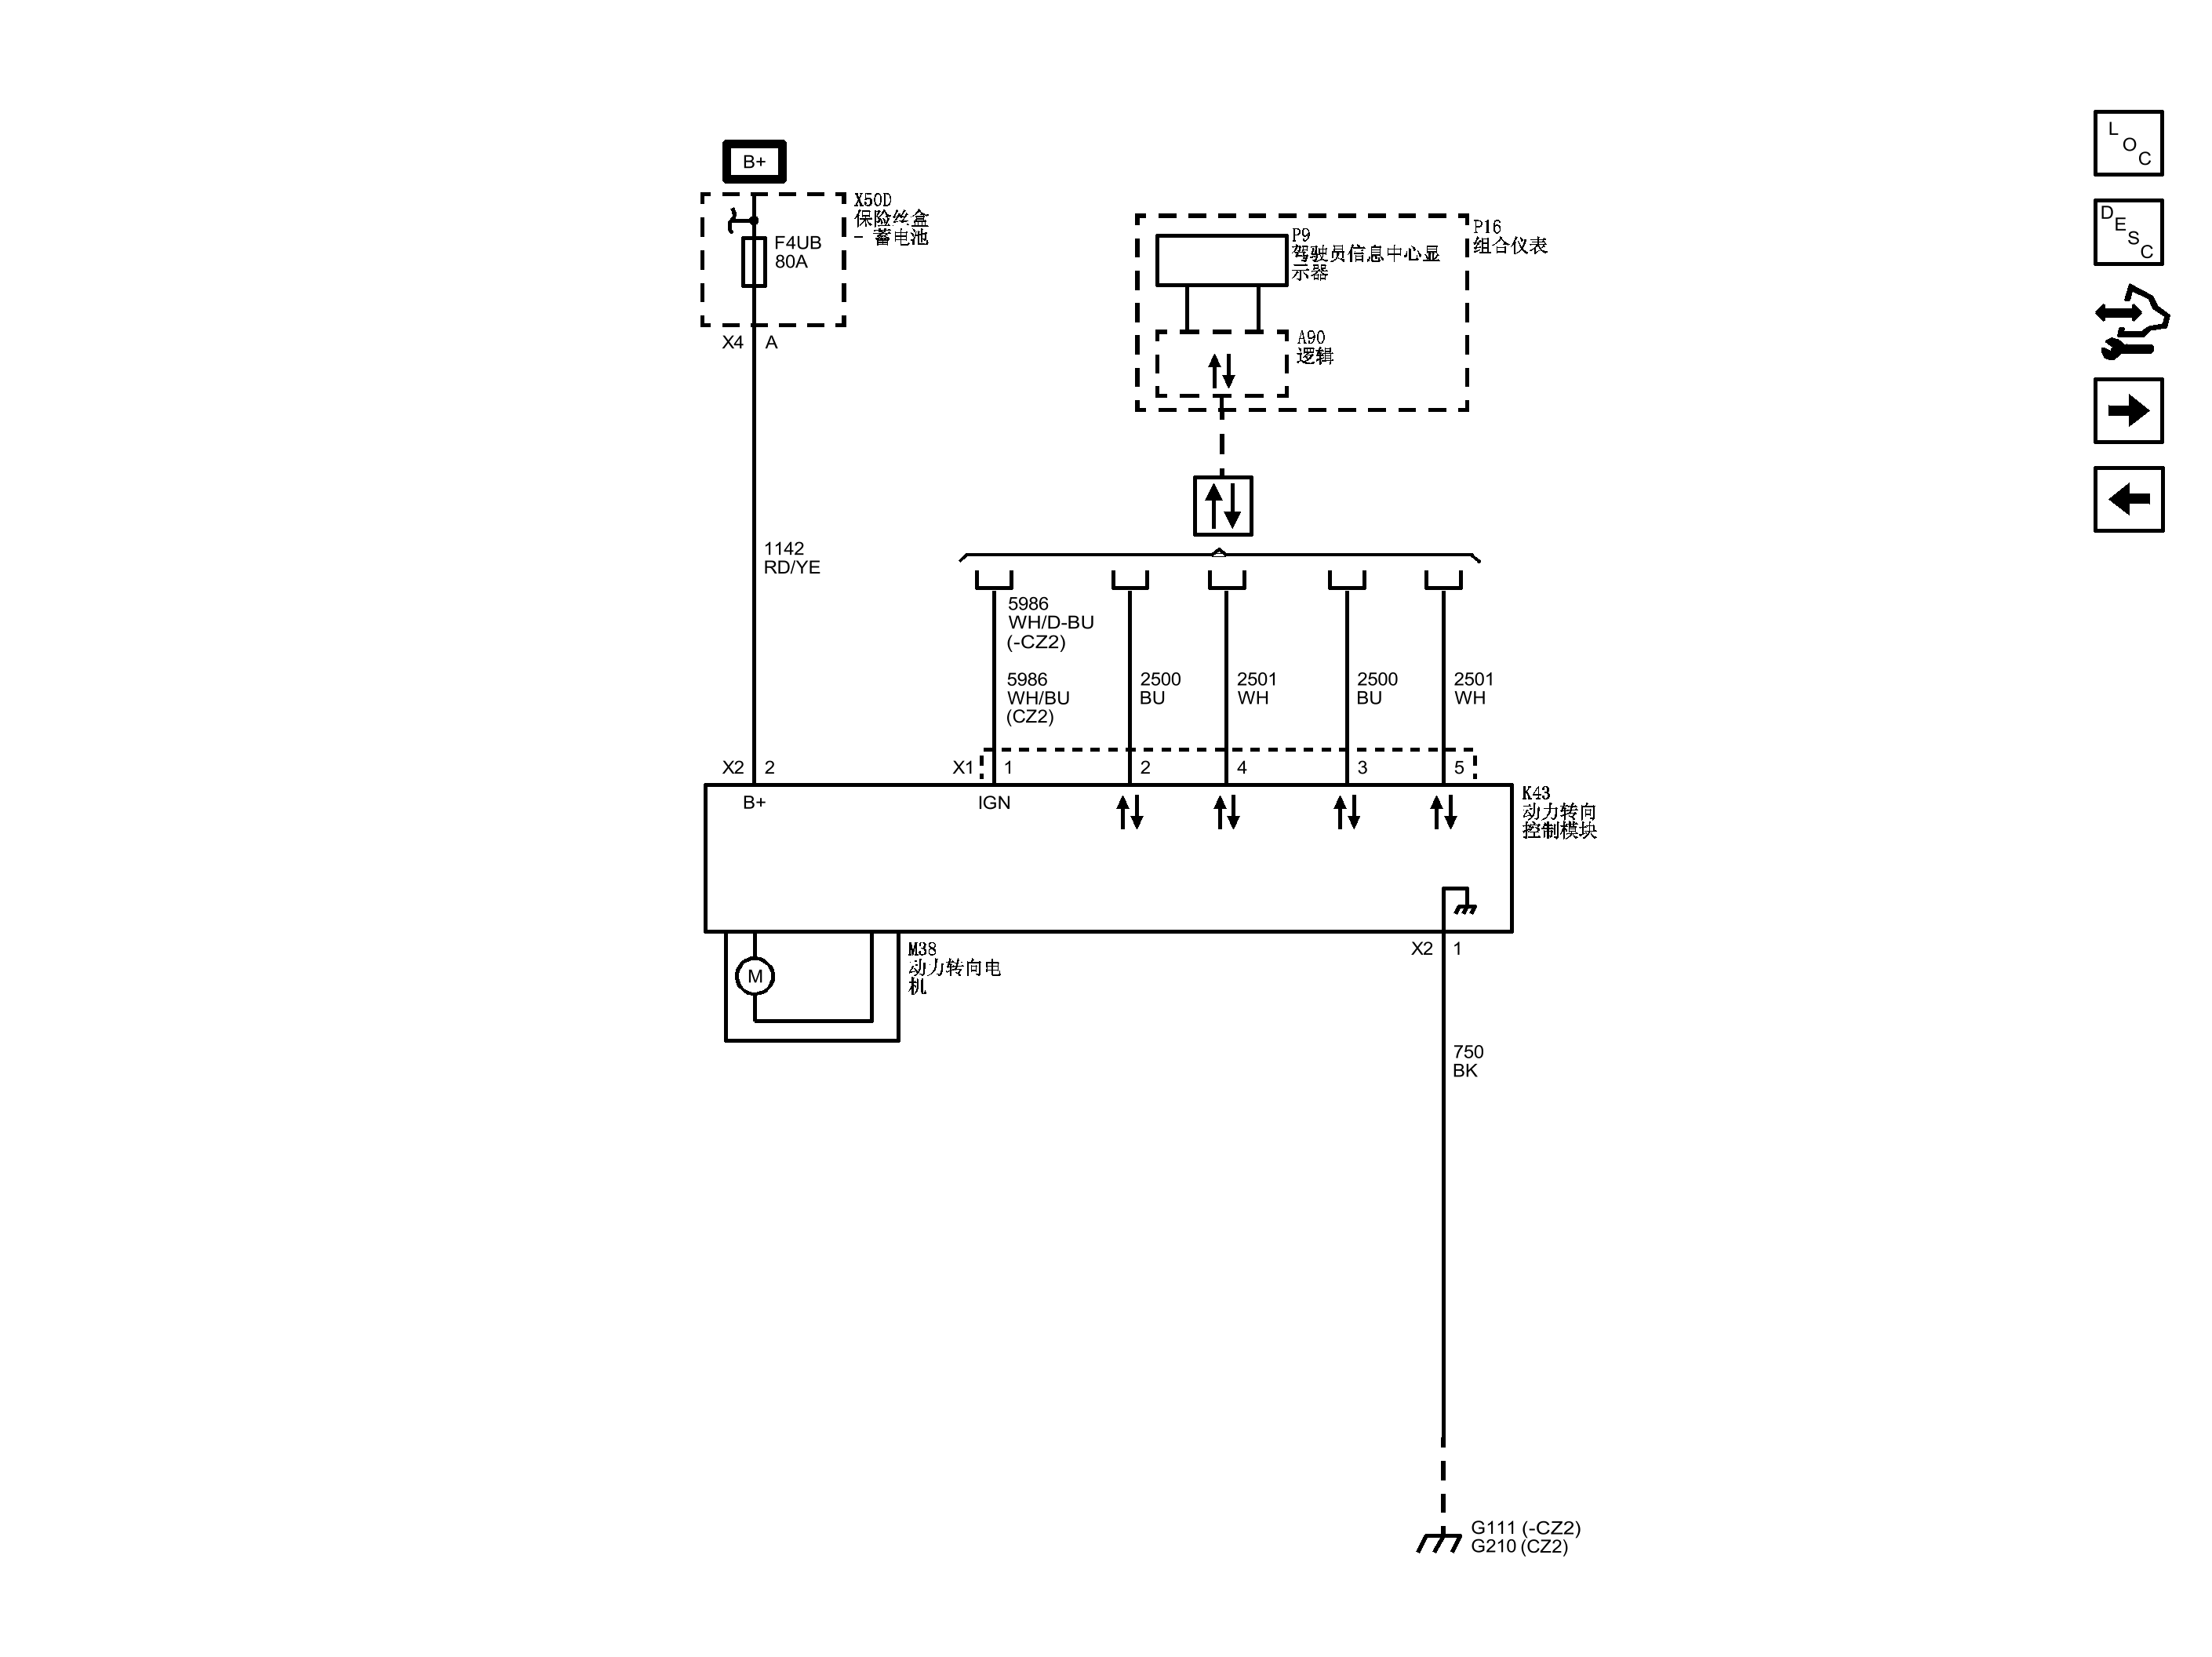 B+
X50D
保险丝盒
- 蓄电池
F4UB
80A
X4 A
P16
组合仪表
P9
驾驶员信息中心显
示器
A90
逻辑
L
O
C
D
E
S
C
1142
RD/YE
5986
WH/D-BU
(-CZ2)
5986
WH/BU
(CZ2)
2500
BU
2501
WH
2500
BU
2501
WH
X2 2
X1 1
2
4
3
5
B+
IGN
K43
动力转向
控制模块
M38
动力转向电
机
M
X2 1
750
BK
G111 (-CZ2)
G210 (CZ2)